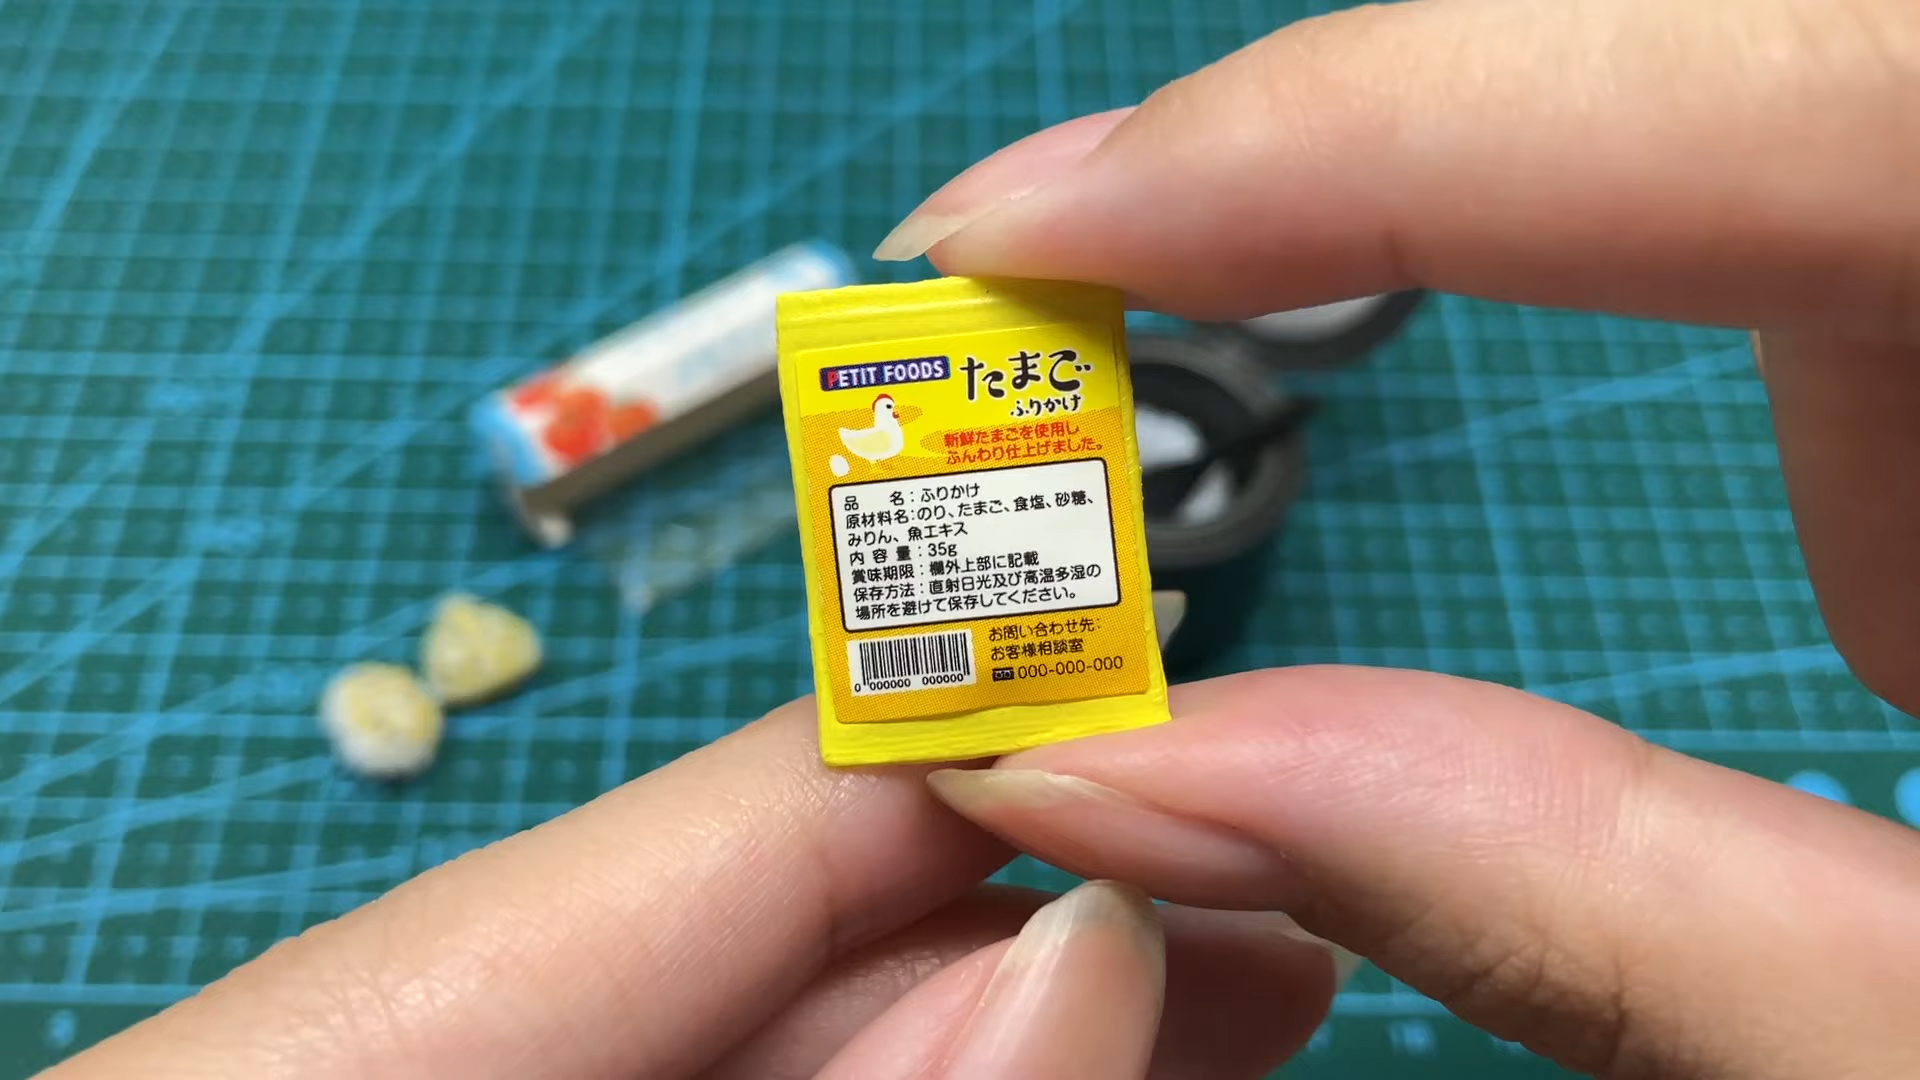 PETIT FOODS
たまご
ふりかけ
新鮮たまごを使用し
ふんわり仕上げました。
品　　名：ふりかけ
原材料名：のり、たまご、食塩、砂糖、
みりん、魚エキス
内 容 量：35g
賞味期限：欄外上部に記載
保存方法：直射日光及び高温多湿の
場所を避けて保存してください。
0 000000 000000
お問い合わせ先：
お客様相談室
000-000-000